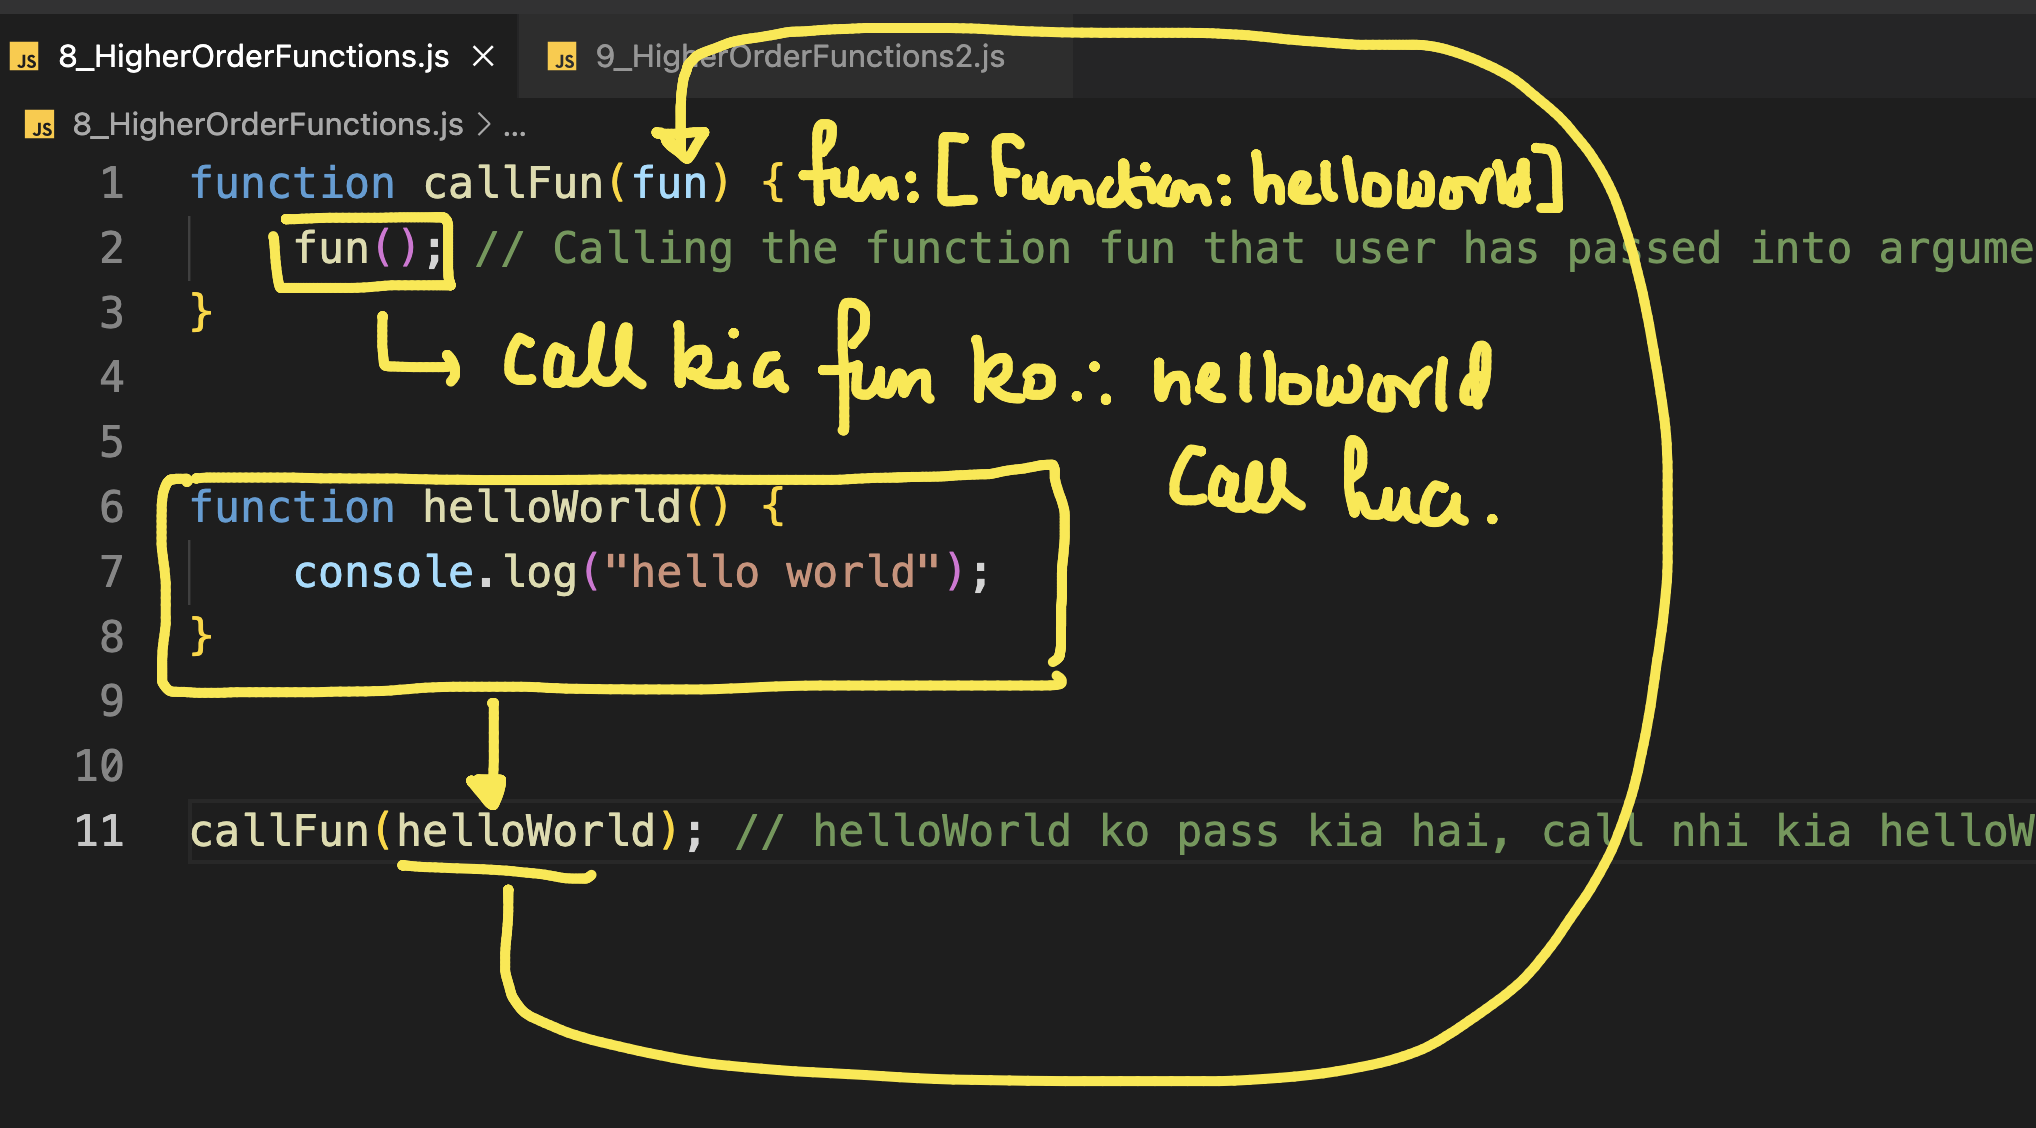 8_HigherOrderFunctions.js
9_HigherOrderFunctions2.js
8_HigherOrderFunctions.js > ...
1 function callFun(fun) { fun: [Function: helloworld]
2 fun(); // Calling the function fun that user has passed into argume
3 }
4 call kia fun ko ∴ helloworld
5 call hua.
6 function helloWorld() {
7 console.log("hello world");
8 }
9
10
11 callFun(helloWorld); // helloWorld ko pass kia hai, call nhi kia helloW